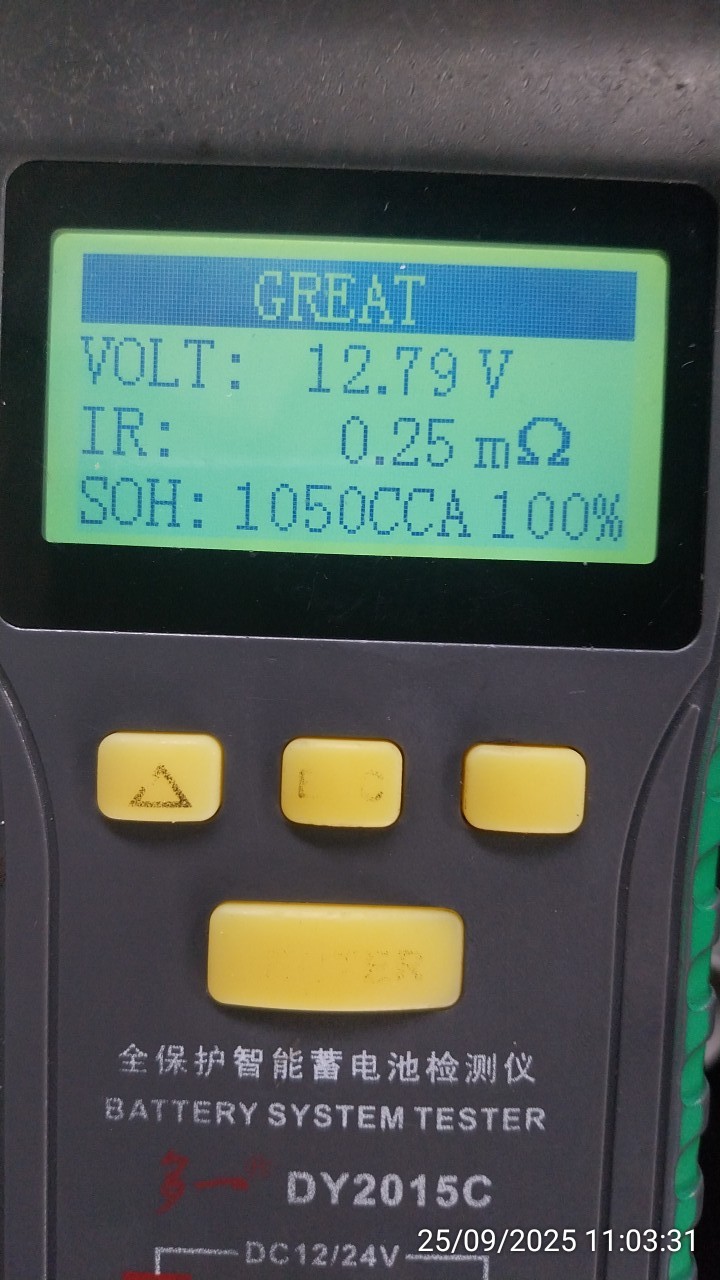 GREAT
VOLT: 12.79 V
IR: 0.25 mΩ
SOH: 1050CCA 100%
全保护智能蓄电池检测仪
BATTERY SYSTEM TESTER
DY2015C
DC12/24V
25/09/2025 11:03:31